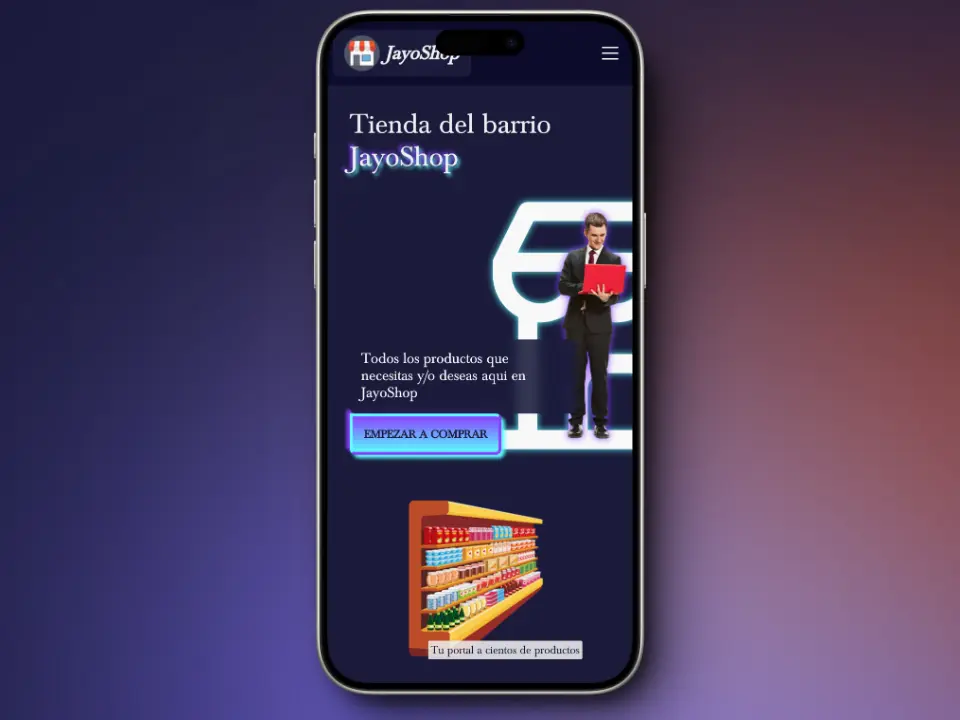 JayoShop
Tienda del barrio
JayoShop
Todos los productos que
necesitas y/o deseas aqui en
JayoShop
EMPEZAR A COMPRAR
Tu portal a cientos de productos